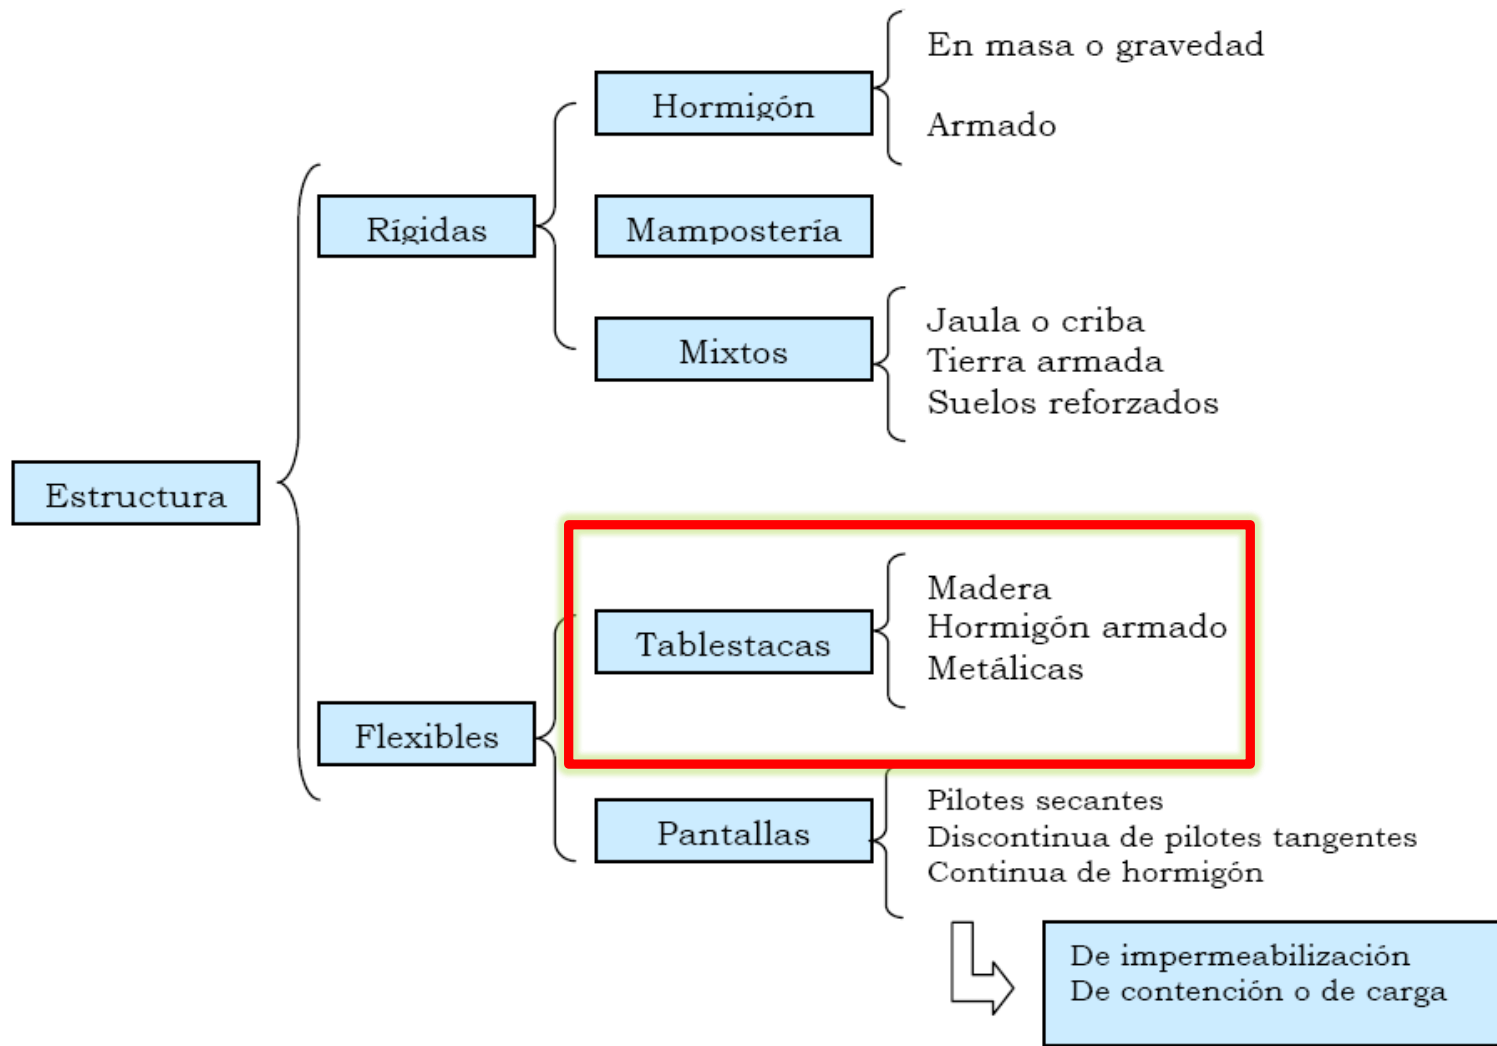 Estructura
Rígidas
Hormigón
En masa o gravedad
Armado
Mampostería
Mixtos
Jaula o criba
Tierra armada
Suelos reforzados
Flexibles
Tablestacas
Madera
Hormigón armado
Metálicas
Pantallas
Pilotes secantes
Discontinua de pilotes tangentes
Continua de hormigón
De impermeabilización
De contención o de carga